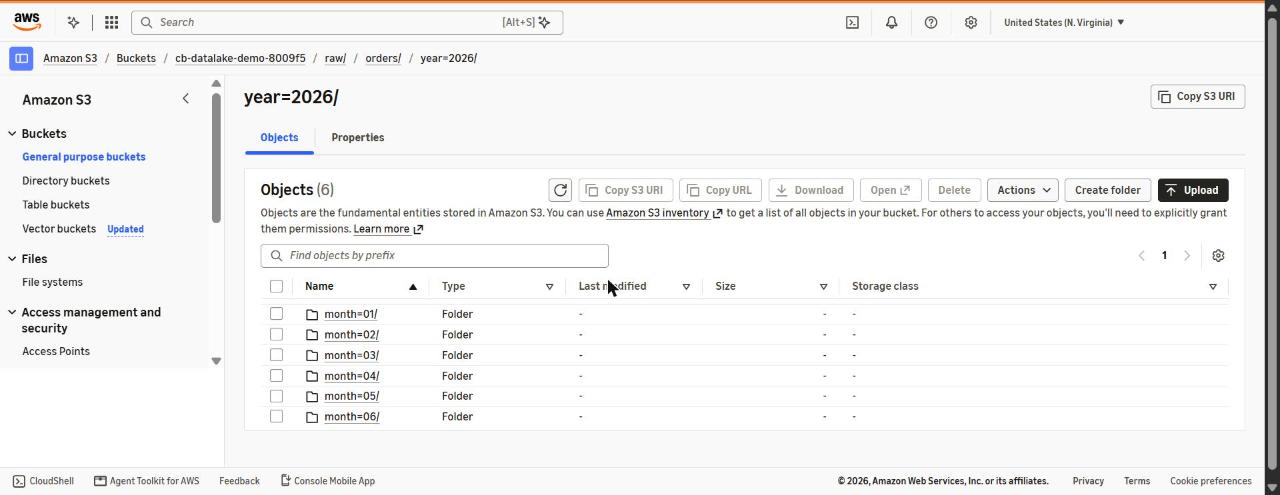 aws
Search [Alt+S]
United States (N. Virginia)
Amazon S3 / Buckets / cb-datalake-demo-8009f5 / raw/ / orders/ / year=2026/
Amazon S3
Buckets
General purpose buckets
Directory buckets
Table buckets
Vector buckets Updated
Files
File systems
Access management and
security
Access Points
year=2026/
Copy S3 URI
Objects
Properties
Objects (6)
Copy S3 URI
Copy URL
Download
Open
Delete
Actions
Create folder
Upload
Objects are the fundamental entities stored in Amazon S3. You can use Amazon S3 inventory to get a list of all objects in your bucket. For others to access your objects, you'll need to explicitly grant
them permissions. Learn more
Find objects by prefix
1
Name Type Last modified Size Storage class
month=01/ Folder - - -
month=02/ Folder - - -
month=03/ Folder - - -
month=04/ Folder - - -
month=05/ Folder - - -
month=06/ Folder - - -
CloudShell Agent Toolkit for AWS Feedback Console Mobile App © 2026, Amazon Web Services, Inc. or its affiliates. Privacy Terms Cookie preferences